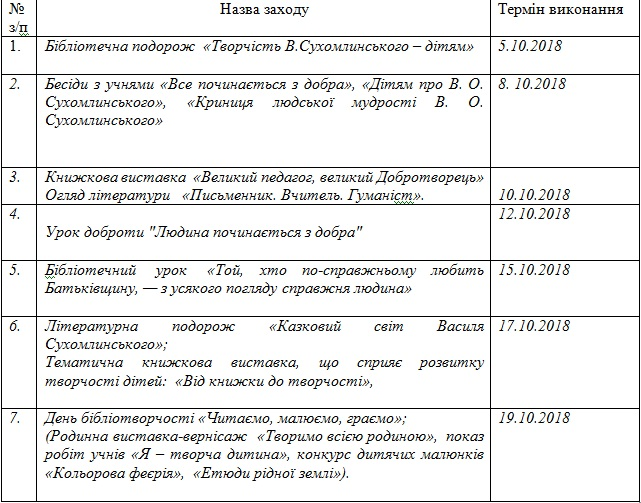 № Назва заходу Термін виконання
з/п
1. Бібліотечна подорож «Творчість В.Сухомлинського – дітям» 5.10.2018
2. Бесіди з учнями «Все починається з добра», «Дітям про В. О. 8. 10.2018
Сухомлинського», «Криниця людської мудрості В. О.
Сухомлинського»
3. Книжкова виставка «Великий педагог, великий Добротворець»
Огляд літератури «Письменник. Вчитель. Гуманіст». 10.10.2018
4. 12.10.2018
Урок доброти "Людина починається з добра"
5. Бібліотечний урок «Той, хто по-справжньому любить 15.10.2018
Батьківщину, — з усякого погляду справжня людина»
6. Літературна подорож «Казковий світ Василя 17.10.2018
Сухомлинського»;
Тематична книжкова виставка, що сприяє розвитку
творчості дітей: «Від книжки до творчості»,
7. День бібліотворчості «Читаємо, малюємо, граємо»; 19.10.2018
(Родинна виставка-вернісаж «Творимо всією родиною», показ
робіт учнів «Я – творча дитина», конкурс дитячих малюнків
«Кольорова феєрія», «Етюди рідної землі»).